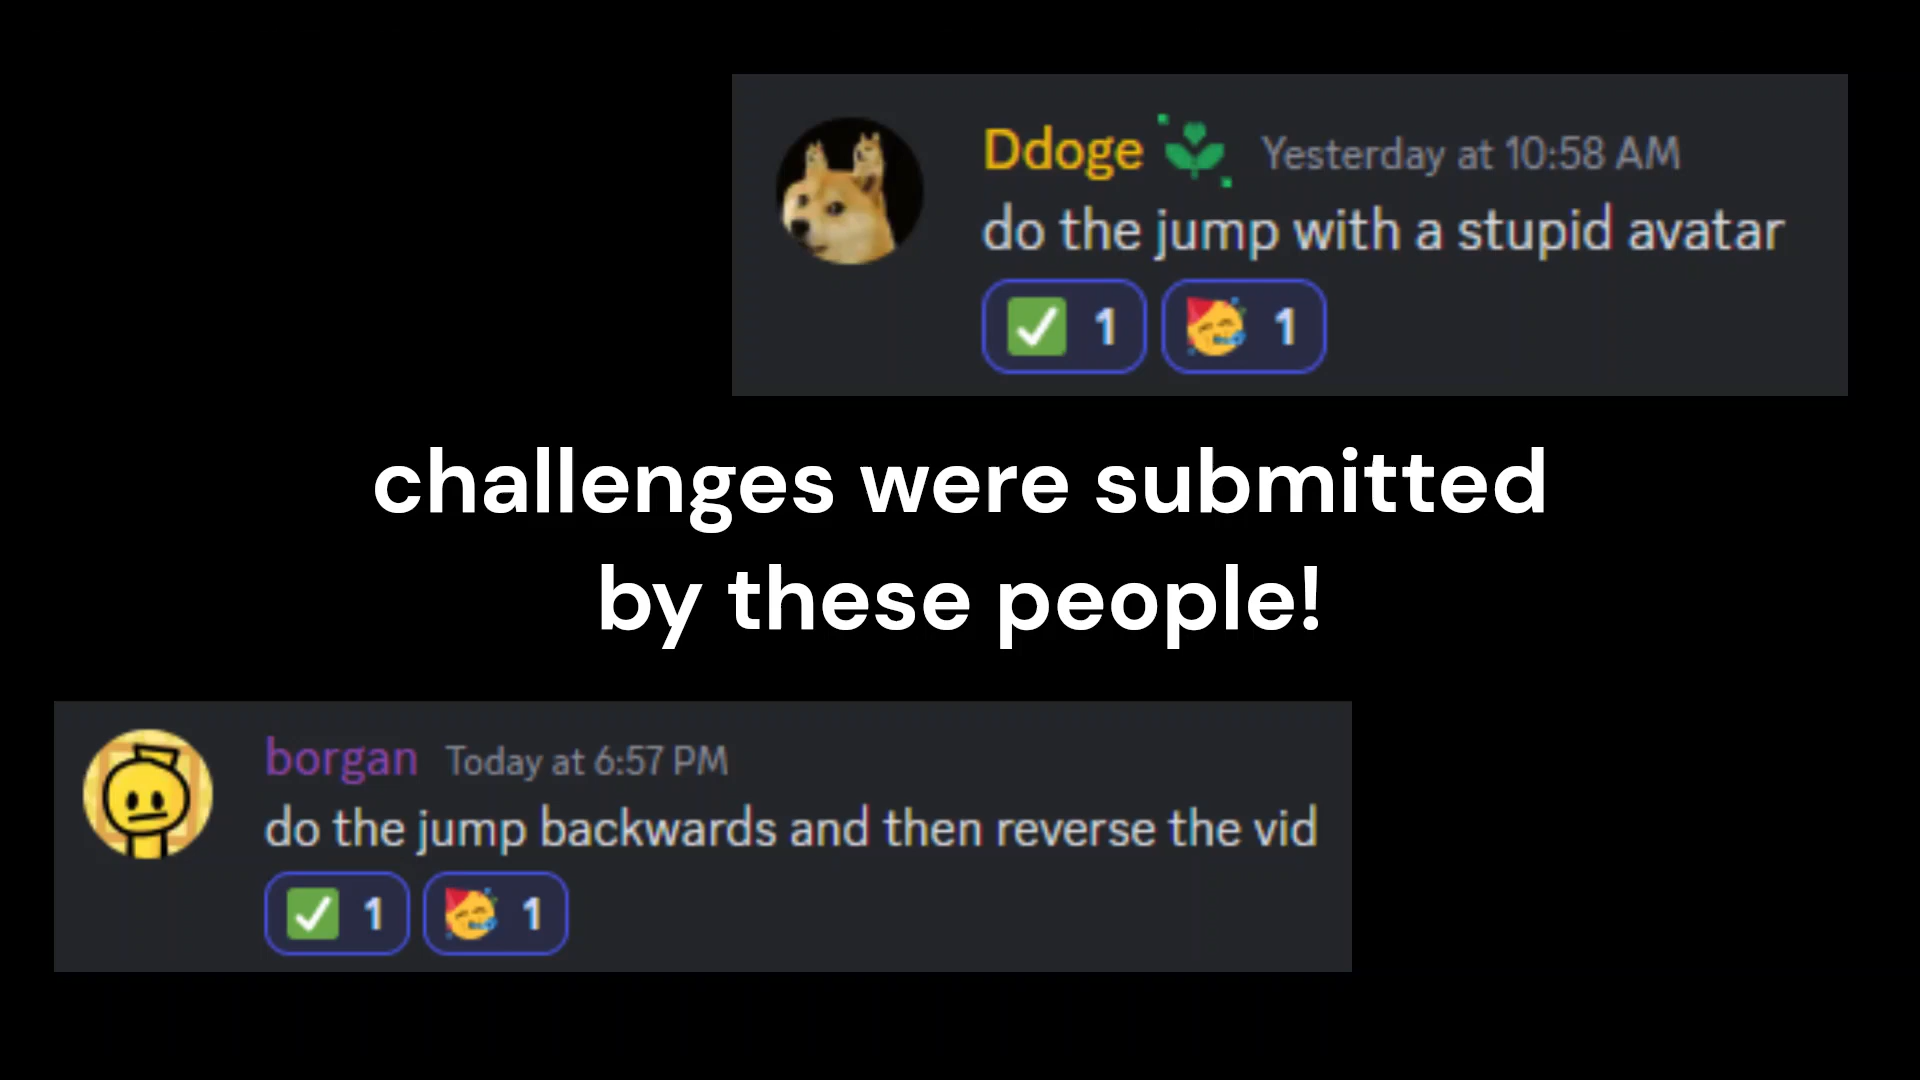 Ddoge Yesterday at 10:58 AM
do the jump with a stupid avatar
1 1
challenges were submitted
by these people!
borgan Today at 6:57 PM
do the jump backwards and then reverse the vid
1 1